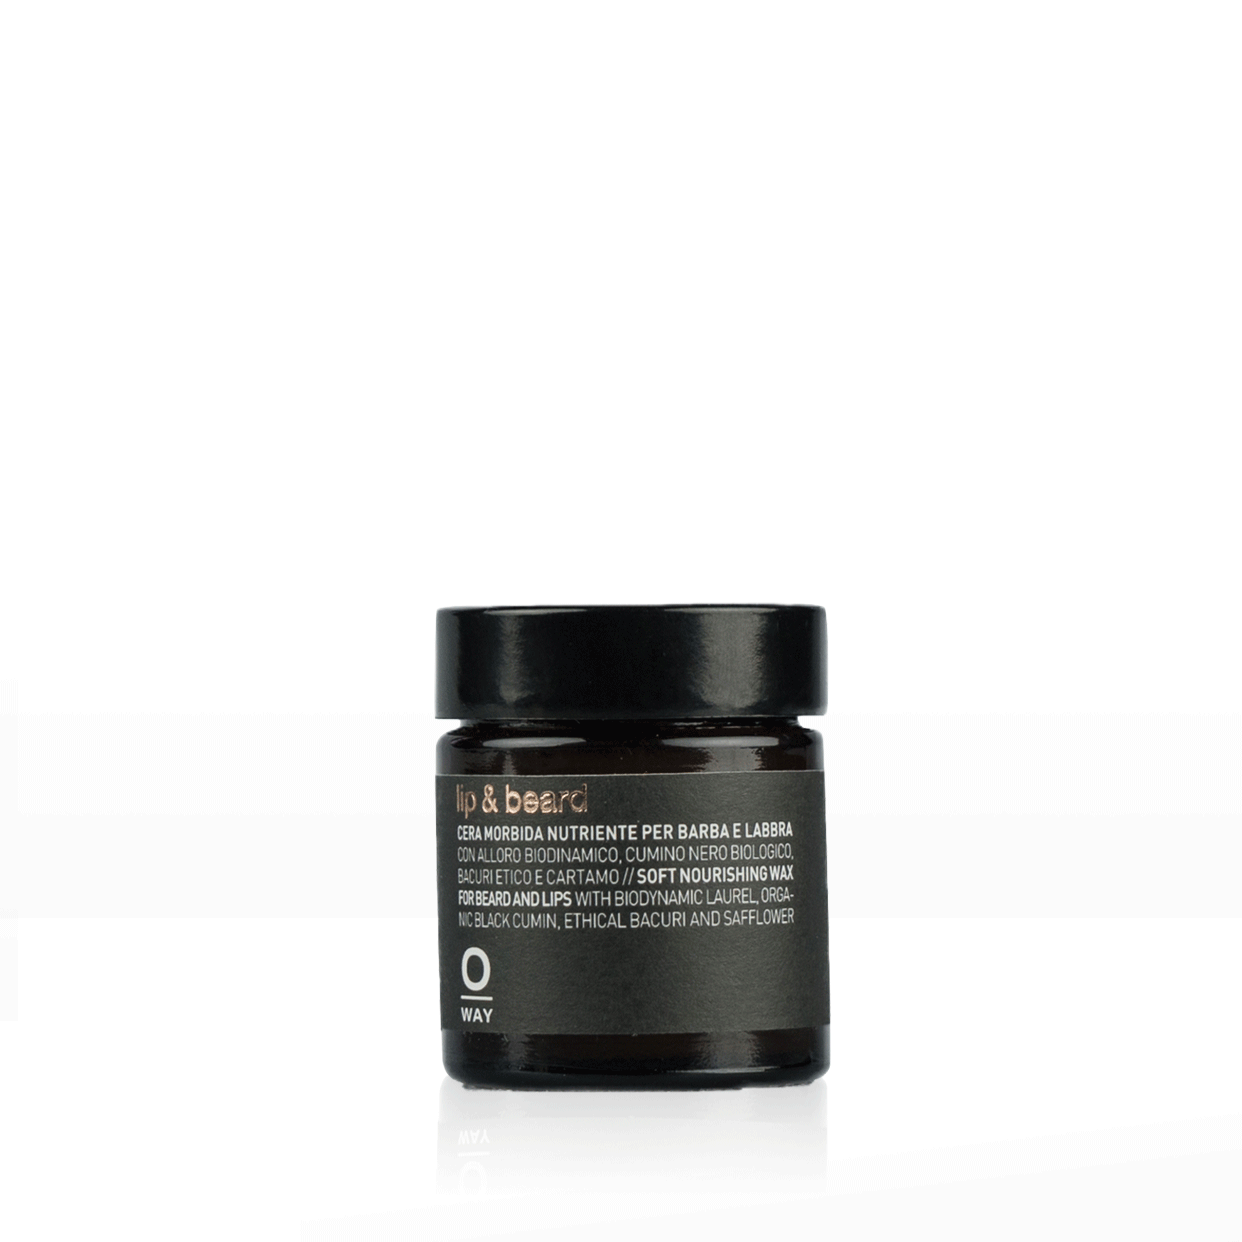 lip & beard
CERA MORBIDA NUTRIENTE PER BARBA E LABBRA
CON ALLORO BIODINAMICO, CUMINO NERO BIOLOGICO,
BACURI ETICO E CARTAMO // SOFT NOURISHING WAX
FOR BEARD AND LIPS WITH BIODYNAMIC LAUREL, ORGA-
NIC BLACK CUMIN, ETHICAL BACURI AND SAFFLOWER
O
WAY